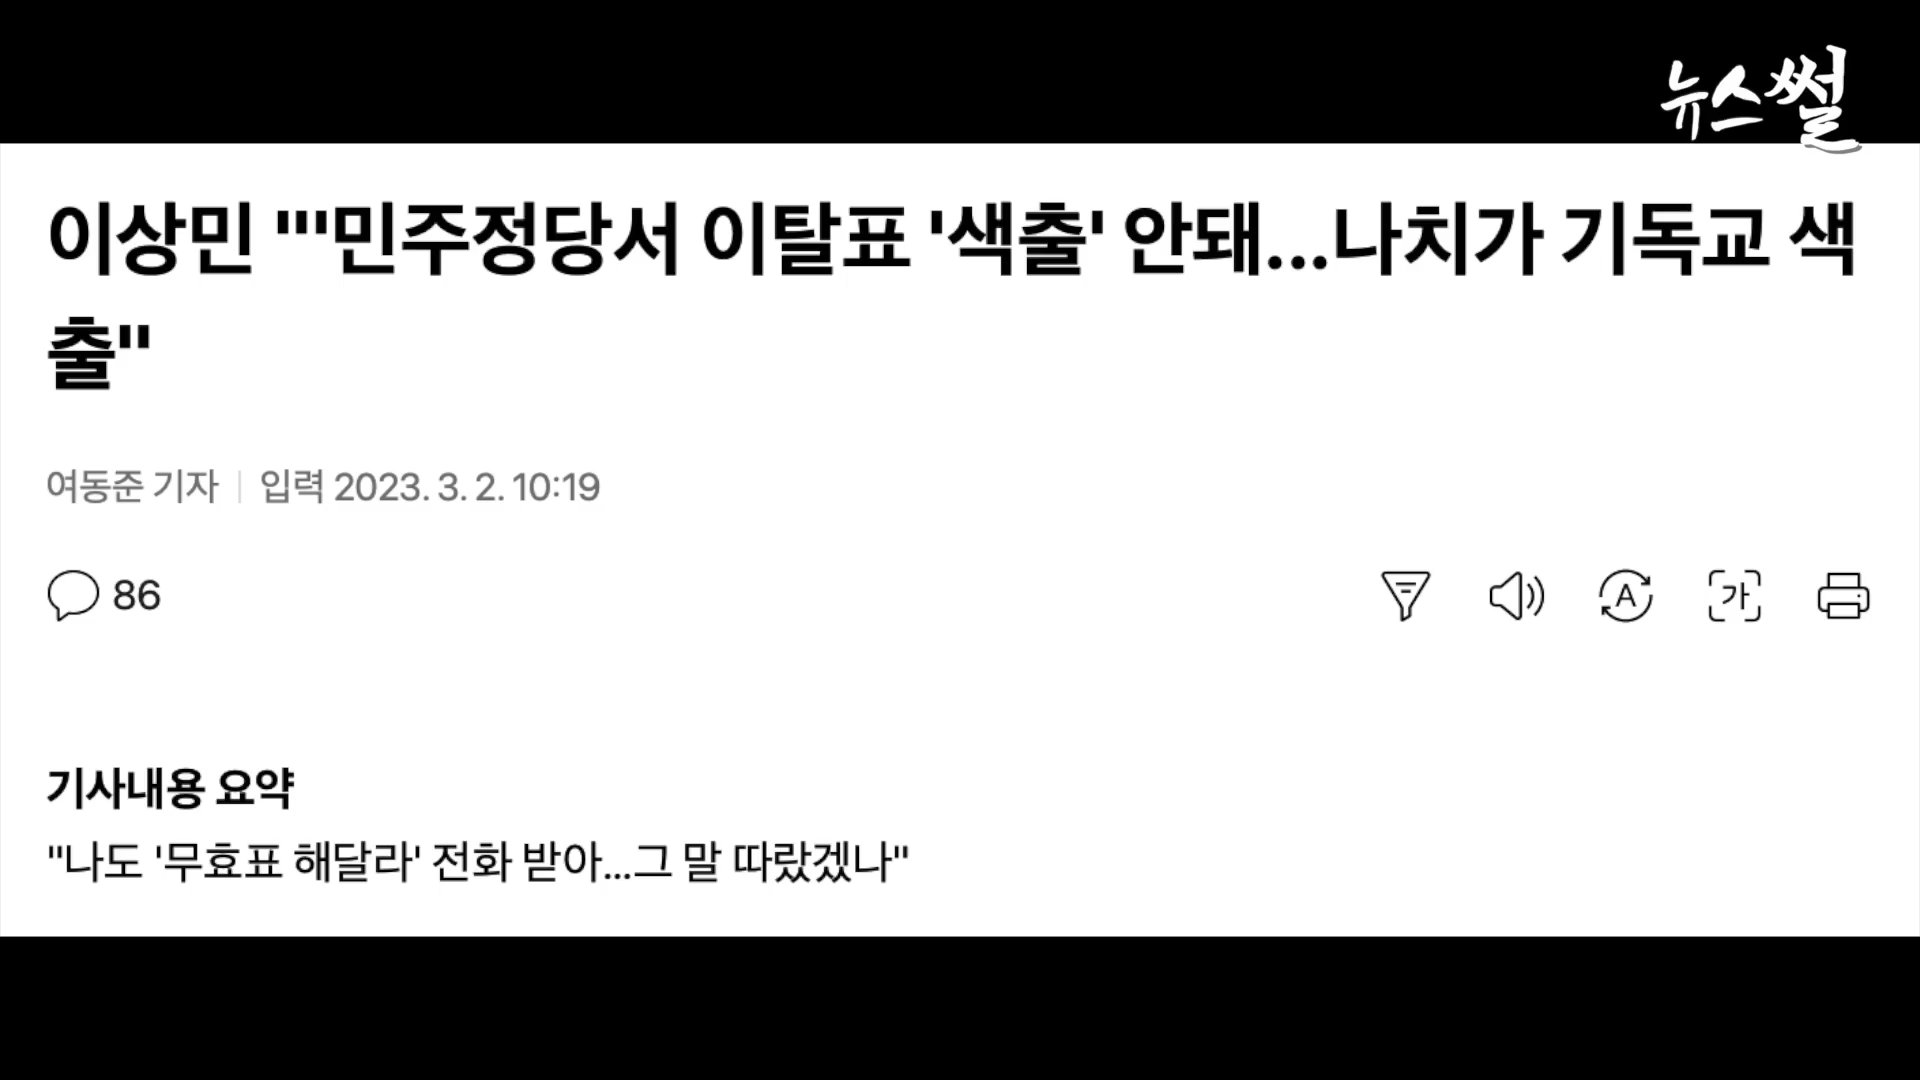 뉴스썰
이상민 "'민주정당서 이탈표 '색출' 안돼...나치가 기독교 색
출"
여동준 기자 | 입력 2023. 3. 2. 10:19
86
A
가
기사내용 요약
"나도 '무효표 해달라' 전화 받아...그 말 따랐겠나"